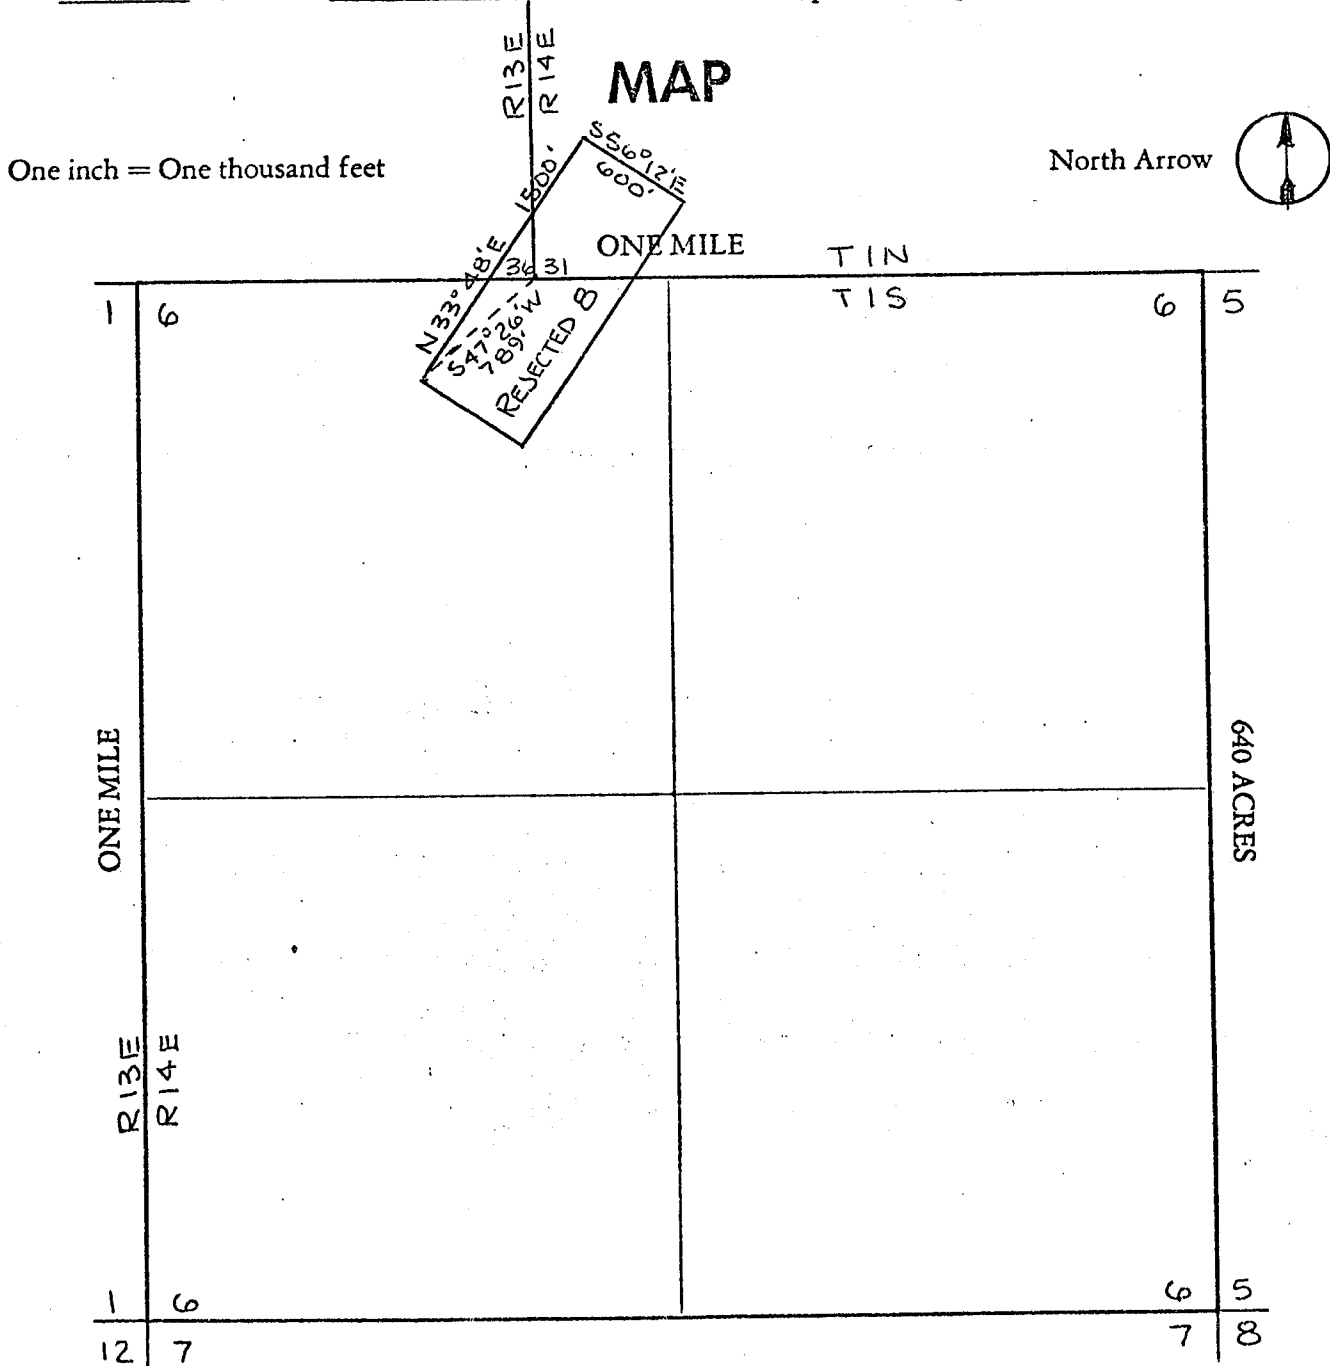 R13E
R14E
MAP
One inch = One thousand feet
North Arrow
S56°12'E
600'
1500'
N33°48'E
ONE MILE
T1N
T1S
36 31
S47°26'W
789'
REJECTED 8
1 6
6 5
ONE MILE
640 ACRES
R13E
R14E
1 6
6 5
12 7
7 8